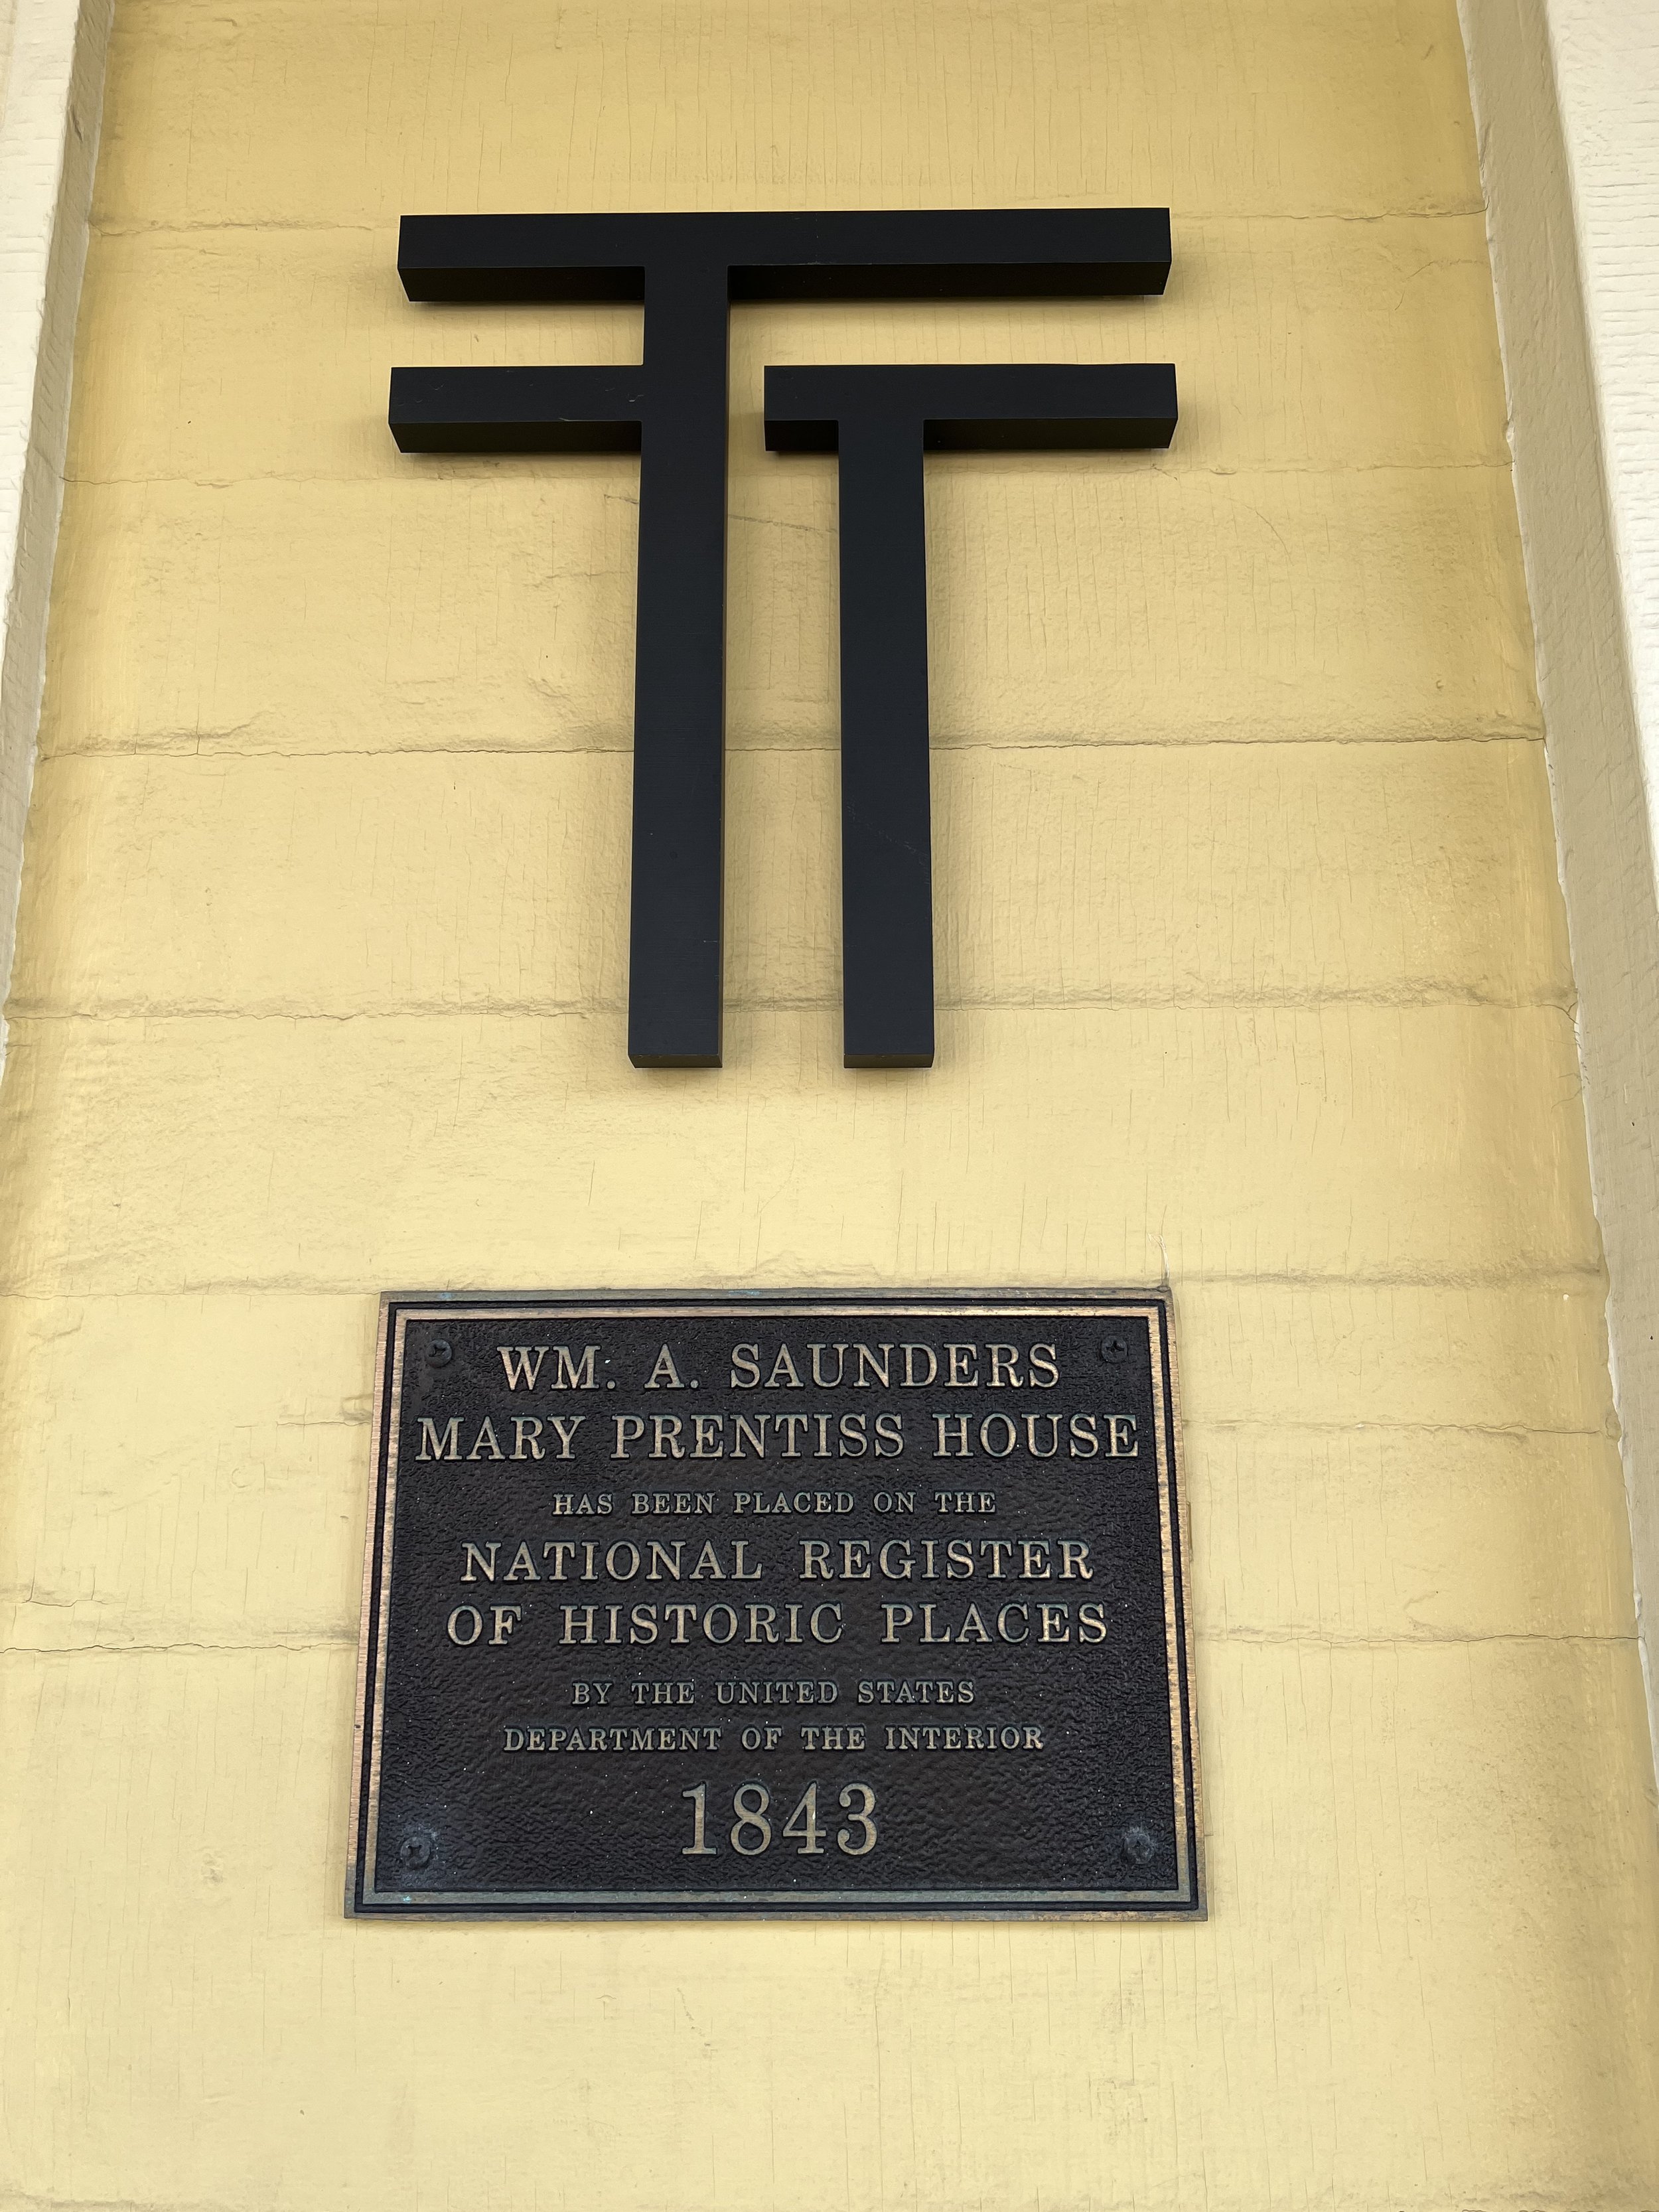 WM. A. SAUNDERS
MARY PRENTISS HOUSE
HAS BEEN PLACED ON THE
NATIONAL REGISTER
OF HISTORIC PLACES
BY THE UNITED STATES
DEPARTMENT OF THE INTERIOR
1843